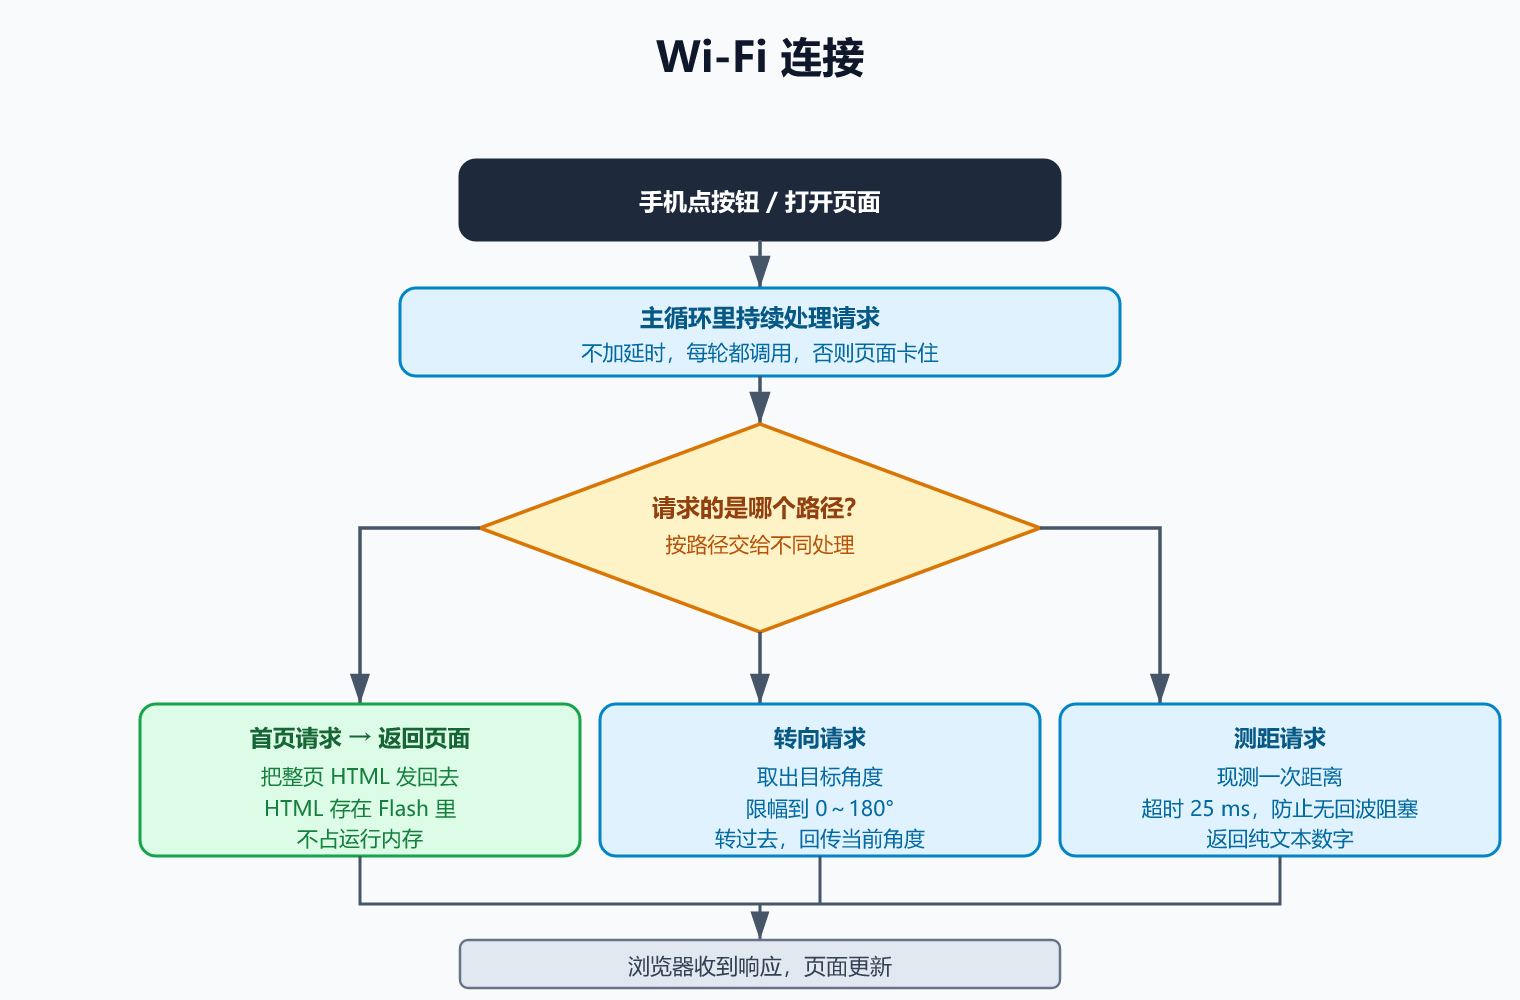 Wi-Fi 连接
手机点按钮 / 打开页面
主循环里持续处理请求
不加延时，每轮都调用，否则页面卡住
请求的是哪个路径？
按路径交给不同处理
首页请求 → 返回页面
把整页 HTML 发回去
HTML 存在 Flash 里
不占运行内存
转向请求
取出目标角度
限幅到 0~180°
转过去，回传当前角度
测距请求
现测一次距离
超时 25 ms，防止无回波阻塞
返回纯文本数字
浏览器收到响应，页面更新